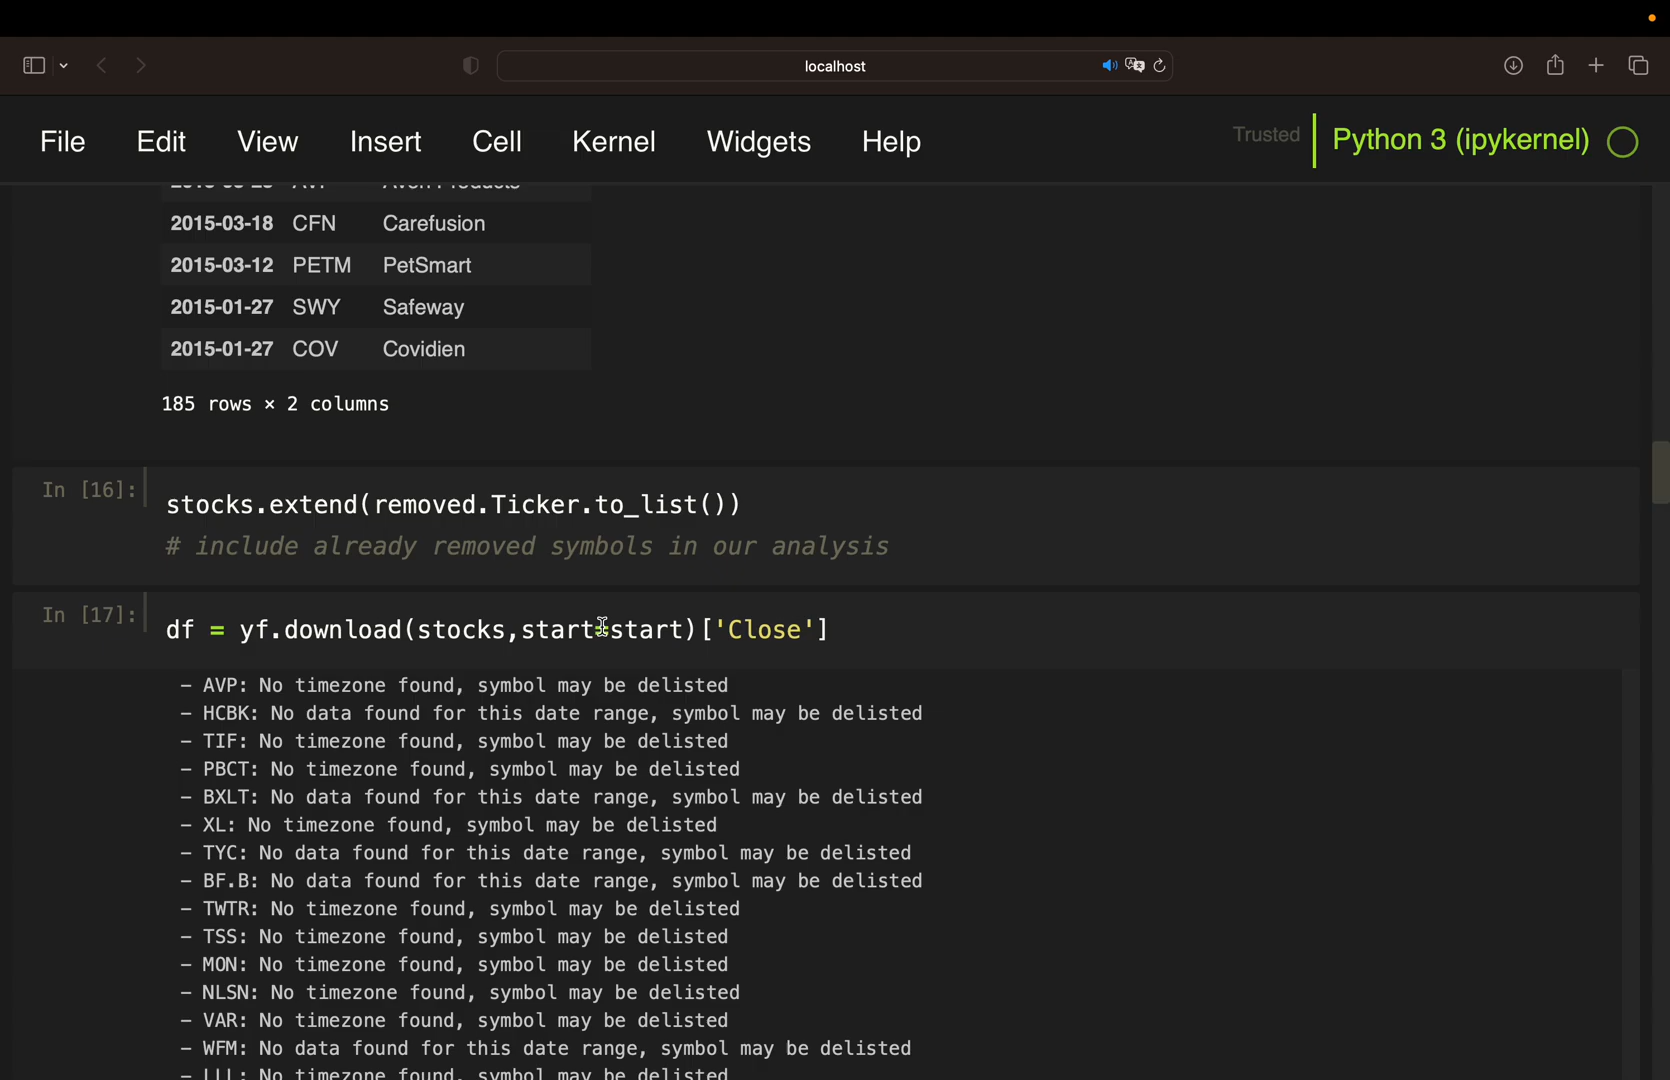 localhost
File Edit View Insert Cell Kernel Widgets Help
Trusted
Python 3 (ipykernel)
2015-03-18 CFN Carefusion
2015-03-12 PETM PetSmart
2015-01-27 SWY Safeway
2015-01-27 COV Covidien
185 rows × 2 columns
In [16]:
stocks.extend(removed.Ticker.to_list())
# include already removed symbols in our analysis
In [17]:
df = yf.download(stocks,start=start)['Close']
- AVP: No timezone found, symbol may be delisted
- HCBK: No data found for this date range, symbol may be delisted
- TIF: No timezone found, symbol may be delisted
- PBCT: No timezone found, symbol may be delisted
- BXLT: No data found for this date range, symbol may be delisted
- XL: No timezone found, symbol may be delisted
- TYC: No data found for this date range, symbol may be delisted
- BF.B: No data found for this date range, symbol may be delisted
- TWTR: No timezone found, symbol may be delisted
- TSS: No timezone found, symbol may be delisted
- MON: No timezone found, symbol may be delisted
- NLSN: No timezone found, symbol may be delisted
- VAR: No timezone found, symbol may be delisted
- WFM: No data found for this date range, symbol may be delisted
- LLL: No timezone found, symbol may be delisted